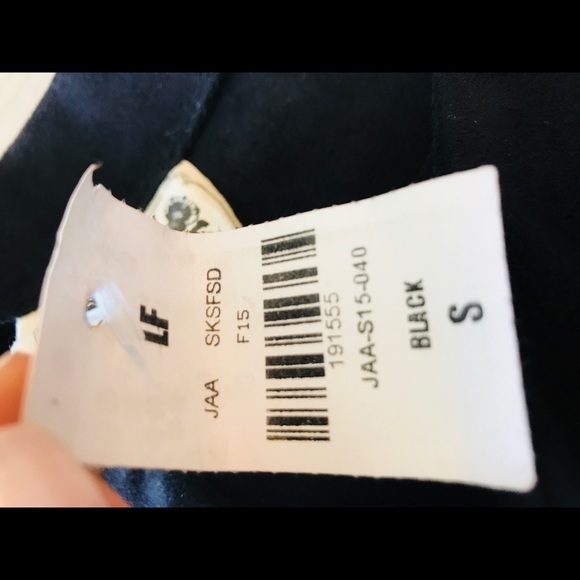 LF
JAA SKSFSD
F15
191555
JAA-S15-040
BLACK
S